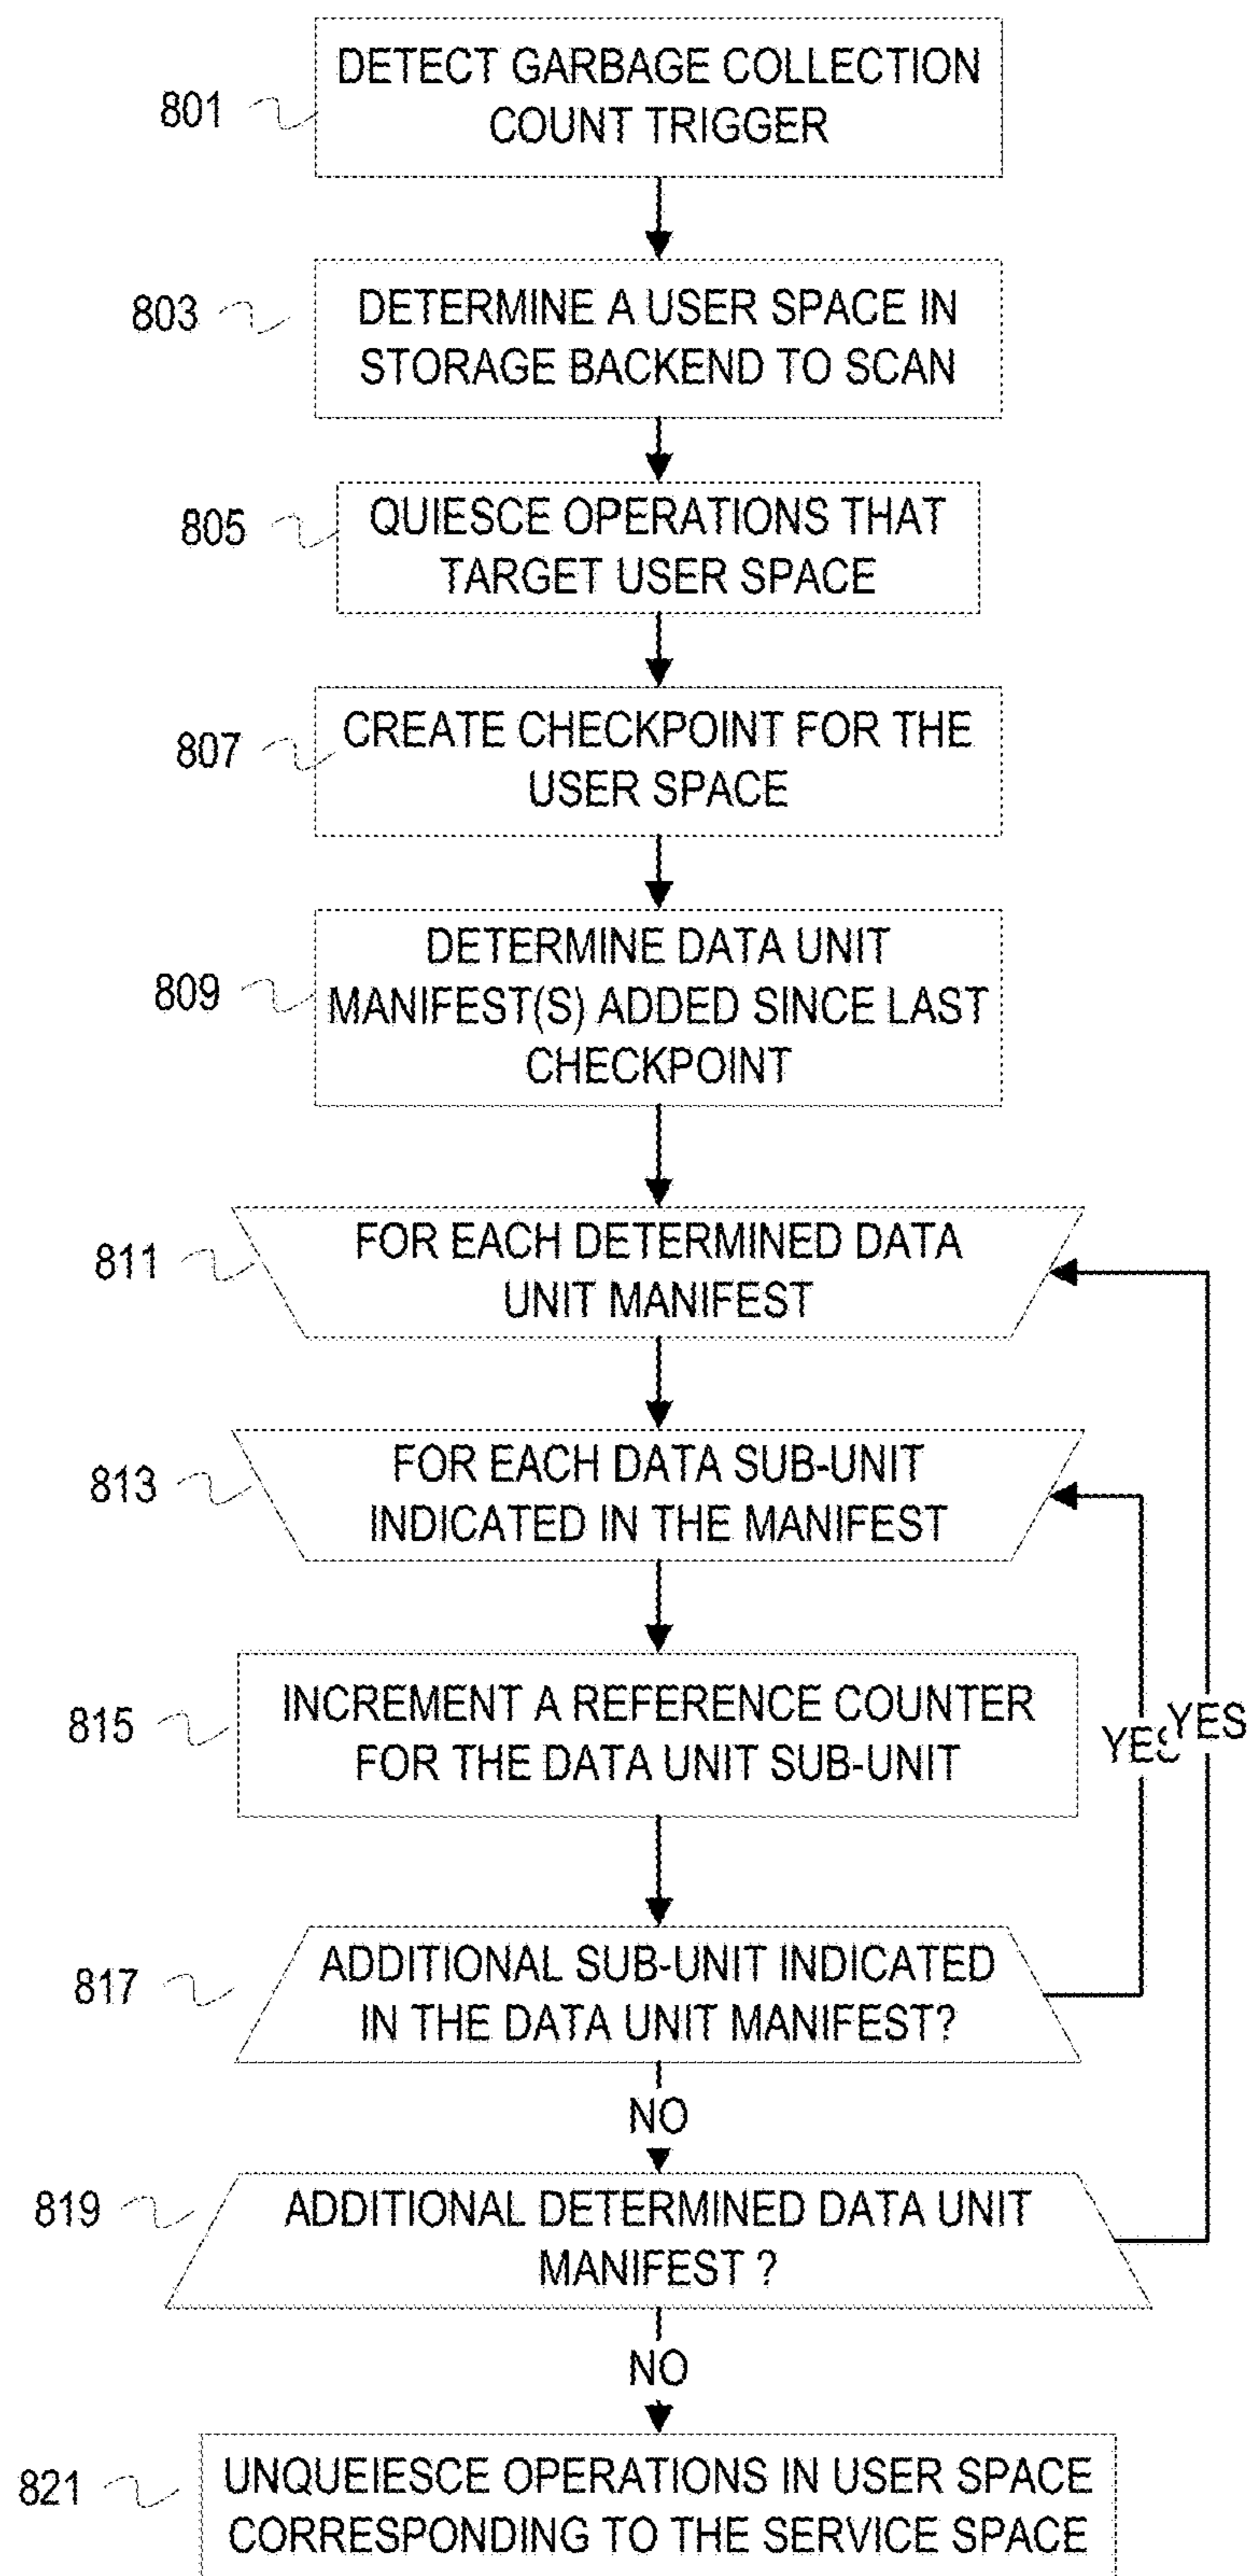 DETECT GARBAGE COLLECTION
COUNT TRIGGER
801
DETERMINE A USER SPACE IN
STORAGE BACKEND TO SCAN
803
QUIESCE OPERATIONS THAT
TARGET USER SPACE
805
CREATE CHECKPOINT FOR THE
USER SPACE
807
DETERMINE DATA UNIT
MANIFEST(S) ADDED SINCE LAST
CHECKPOINT
809
FOR EACH DETERMINED DATA
UNIT MANIFEST
811
FOR EACH DATA SUB-UNIT
INDICATED IN THE MANIFEST
813
INCREMENT A REFERENCE COUNTER
FOR THE DATA UNIT SUB-UNIT
815
YES
YES
ADDITIONAL SUB-UNIT INDICATED
IN THE DATA UNIT MANIFEST?
817
NO
ADDITIONAL DETERMINED DATA UNIT
MANIFEST ?
819
NO
UNQUEIESCE OPERATIONS IN USER SPACE
CORRESPONDING TO THE SERVICE SPACE
821